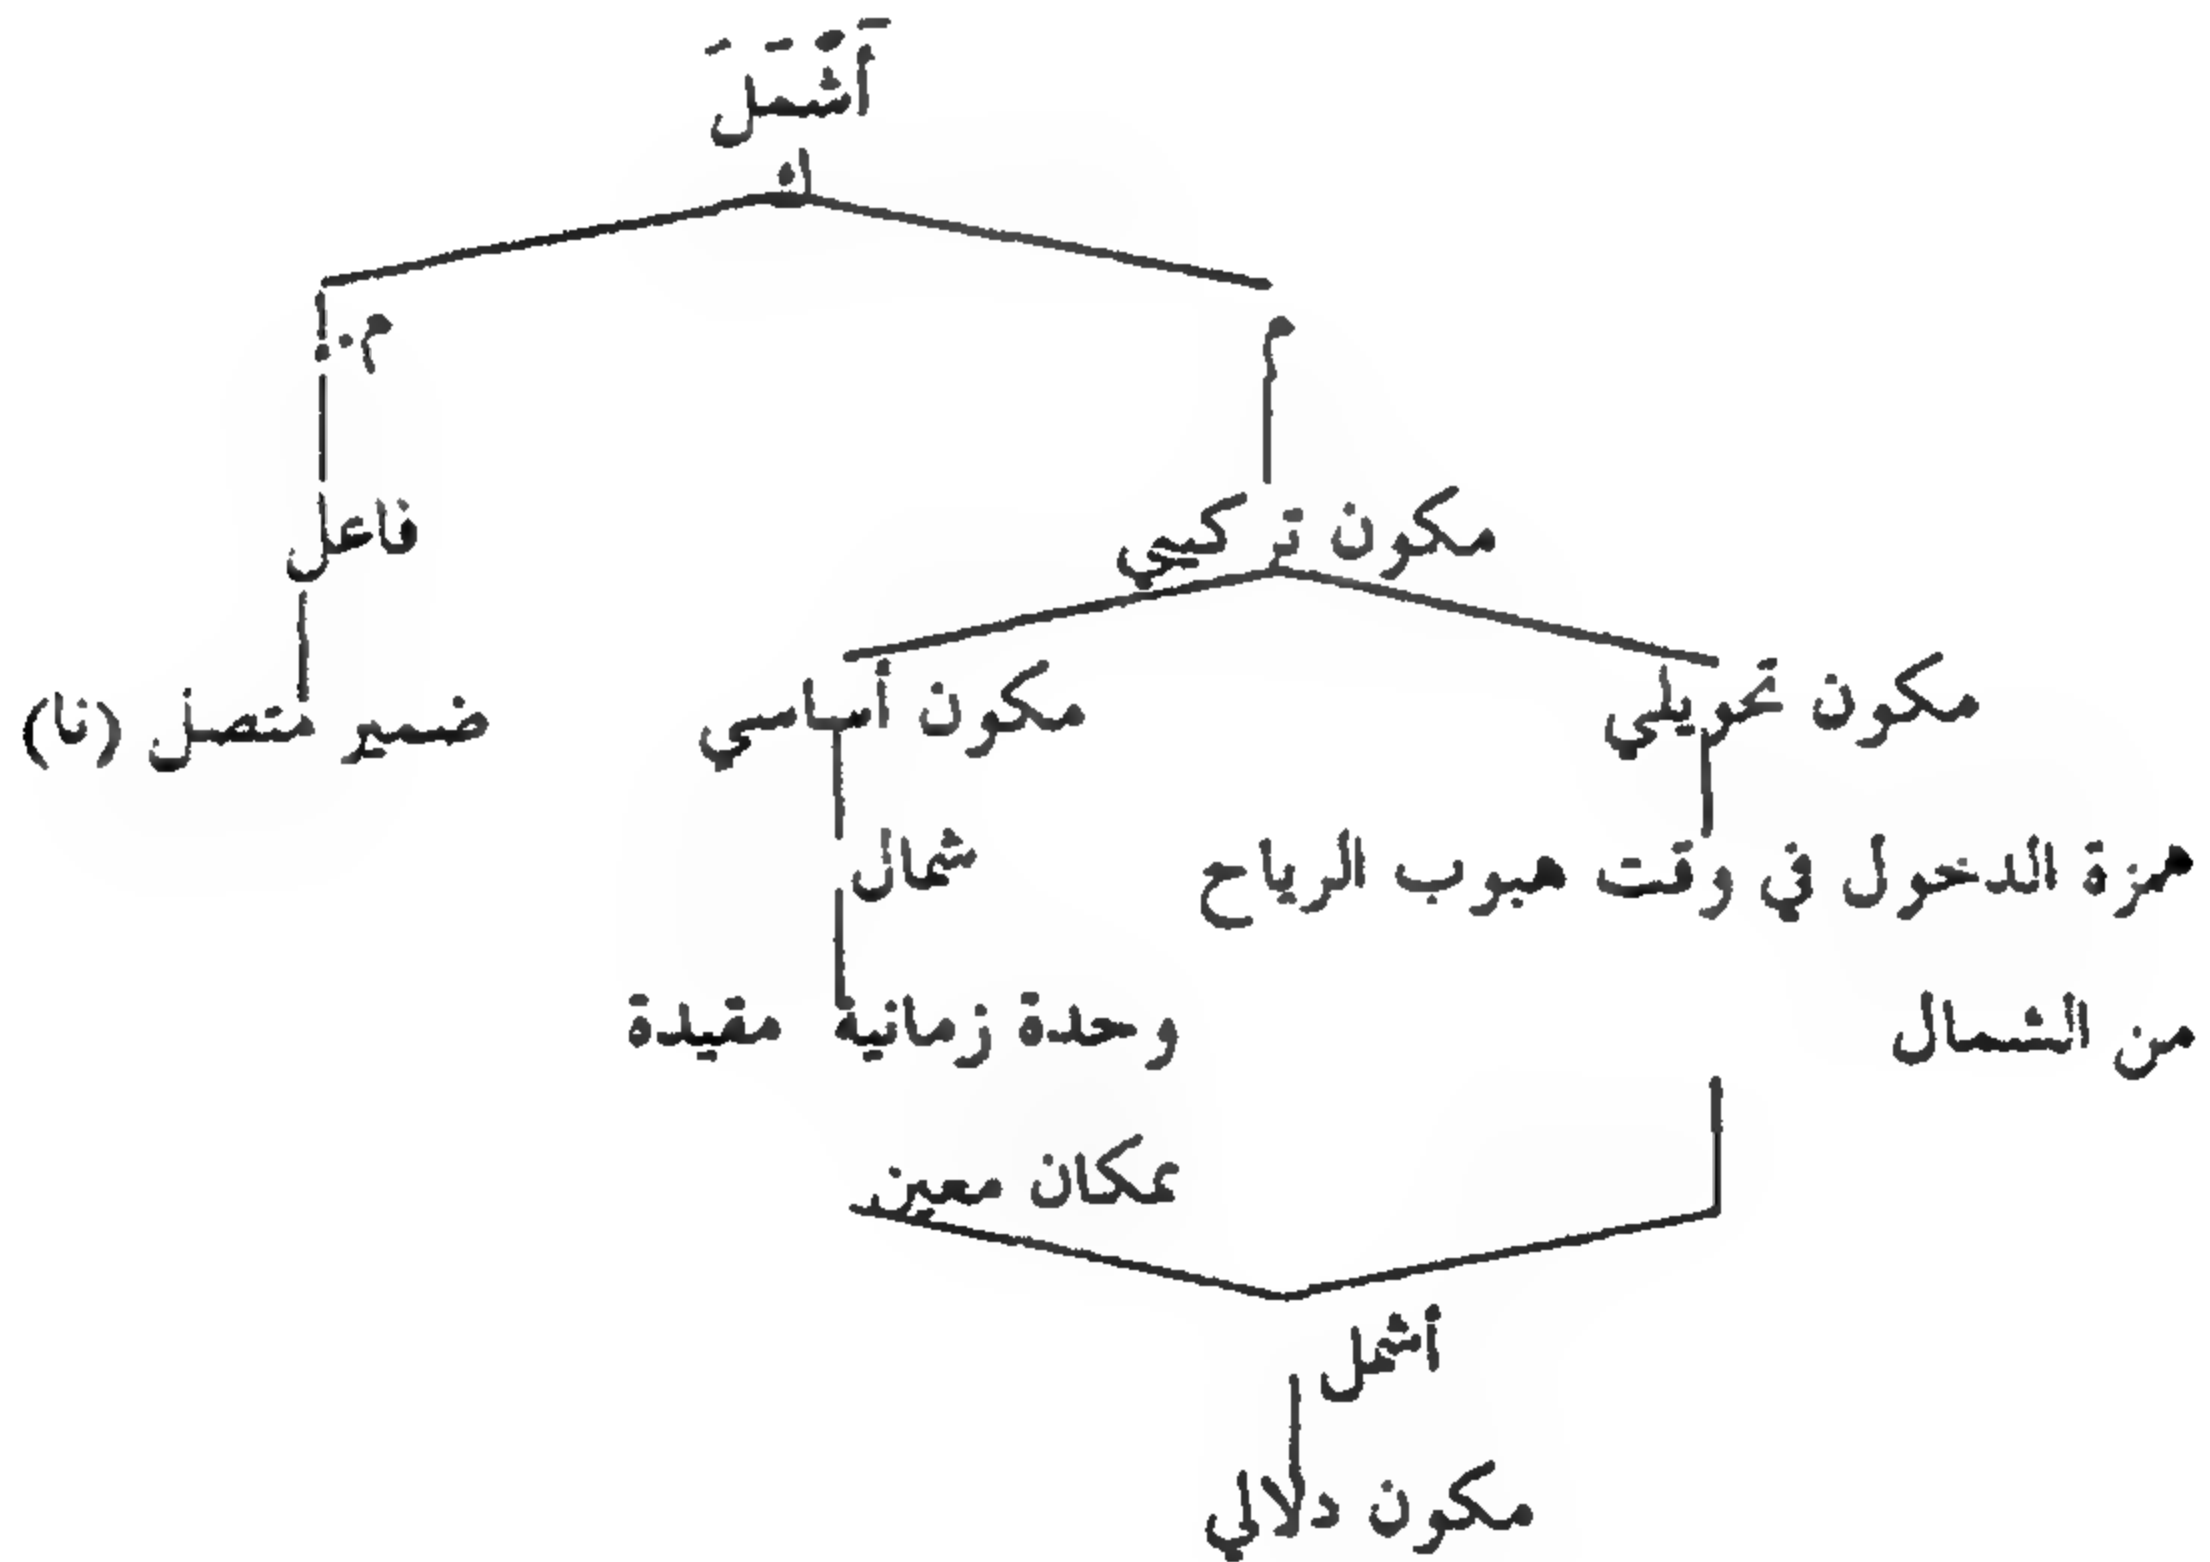 أَشْمَلَ
ك
م
م.إ
مكون تركيبي
فاعل
مكون تحويلي
مكون أساسي
ضمير متصل (نا)
همزة الدخول في وقت هبوب الرياح
من الشمال
شمال
وحدة زمانية مقيدة
بمكان معين
أشمل
مكون دلالي